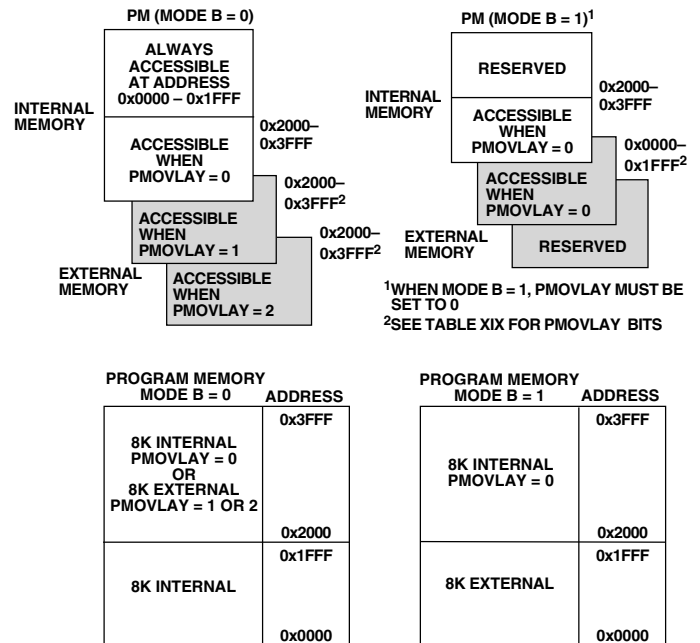 PM (MODE B = 0)
ALWAYS
ACCESSIBLE
AT ADDRESS
0x0000 – 0x1FFF
INTERNAL
MEMORY
ACCESSIBLE
WHEN
PMOVLAY = 0
0x2000–
0x3FFF
ACCESSIBLE
WHEN
PMOVLAY = 1
0x2000–
0x3FFF²
EXTERNAL
MEMORY
ACCESSIBLE
WHEN
PMOVLAY = 2
0x2000–
0x3FFF²
PM (MODE B = 1)¹
RESERVED
INTERNAL
MEMORY
0x2000–
0x3FFF
ACCESSIBLE
WHEN
PMOVLAY = 0
0x0000–
0x1FFF²
ACCESSIBLE
WHEN
PMOVLAY = 0
EXTERNAL
MEMORY
RESERVED
¹WHEN MODE B = 1, PMOVLAY MUST BE
SET TO 0
²SEE TABLE XIX FOR PMOVLAY BITS
PROGRAM MEMORY
MODE B = 0
ADDRESS
8K INTERNAL
PMOVLAY = 0
OR
8K EXTERNAL
PMOVLAY = 1 OR 2
0x3FFF
0x2000
8K INTERNAL
0x1FFF
0x0000
PROGRAM MEMORY
MODE B = 1
ADDRESS
8K INTERNAL
PMOVLAY = 0
0x3FFF
0x2000
8K EXTERNAL
0x1FFF
0x0000